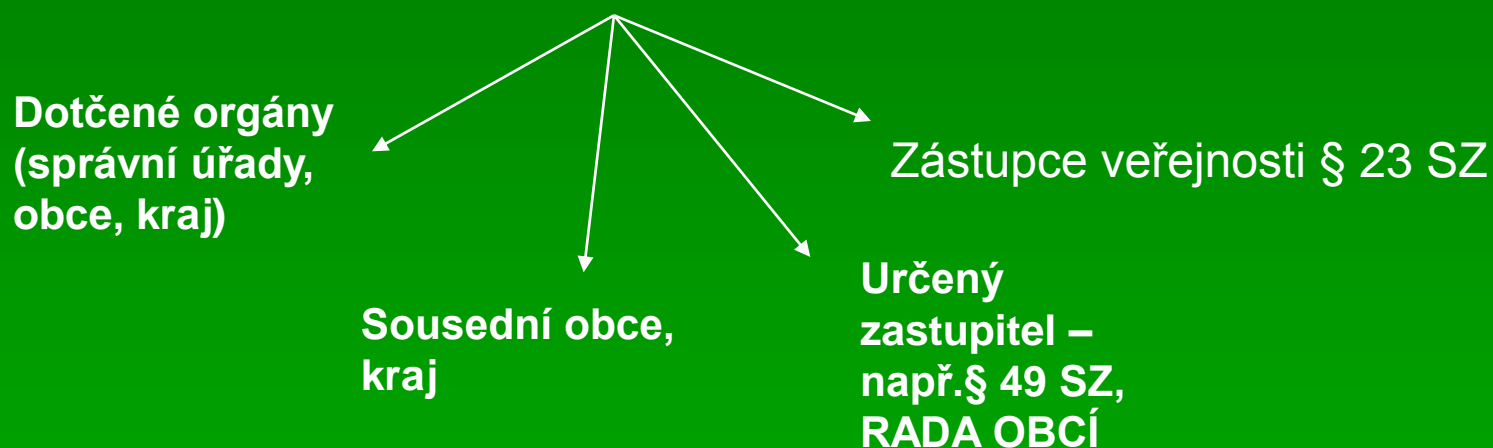 Dotčené orgány
(správní úřady,
obce, kraj)
Sousední obce,
kraj
Určený
zastupitel –
např.§ 49 SZ,
RADA OBCÍ
Zástupce veřejnosti § 23 SZ